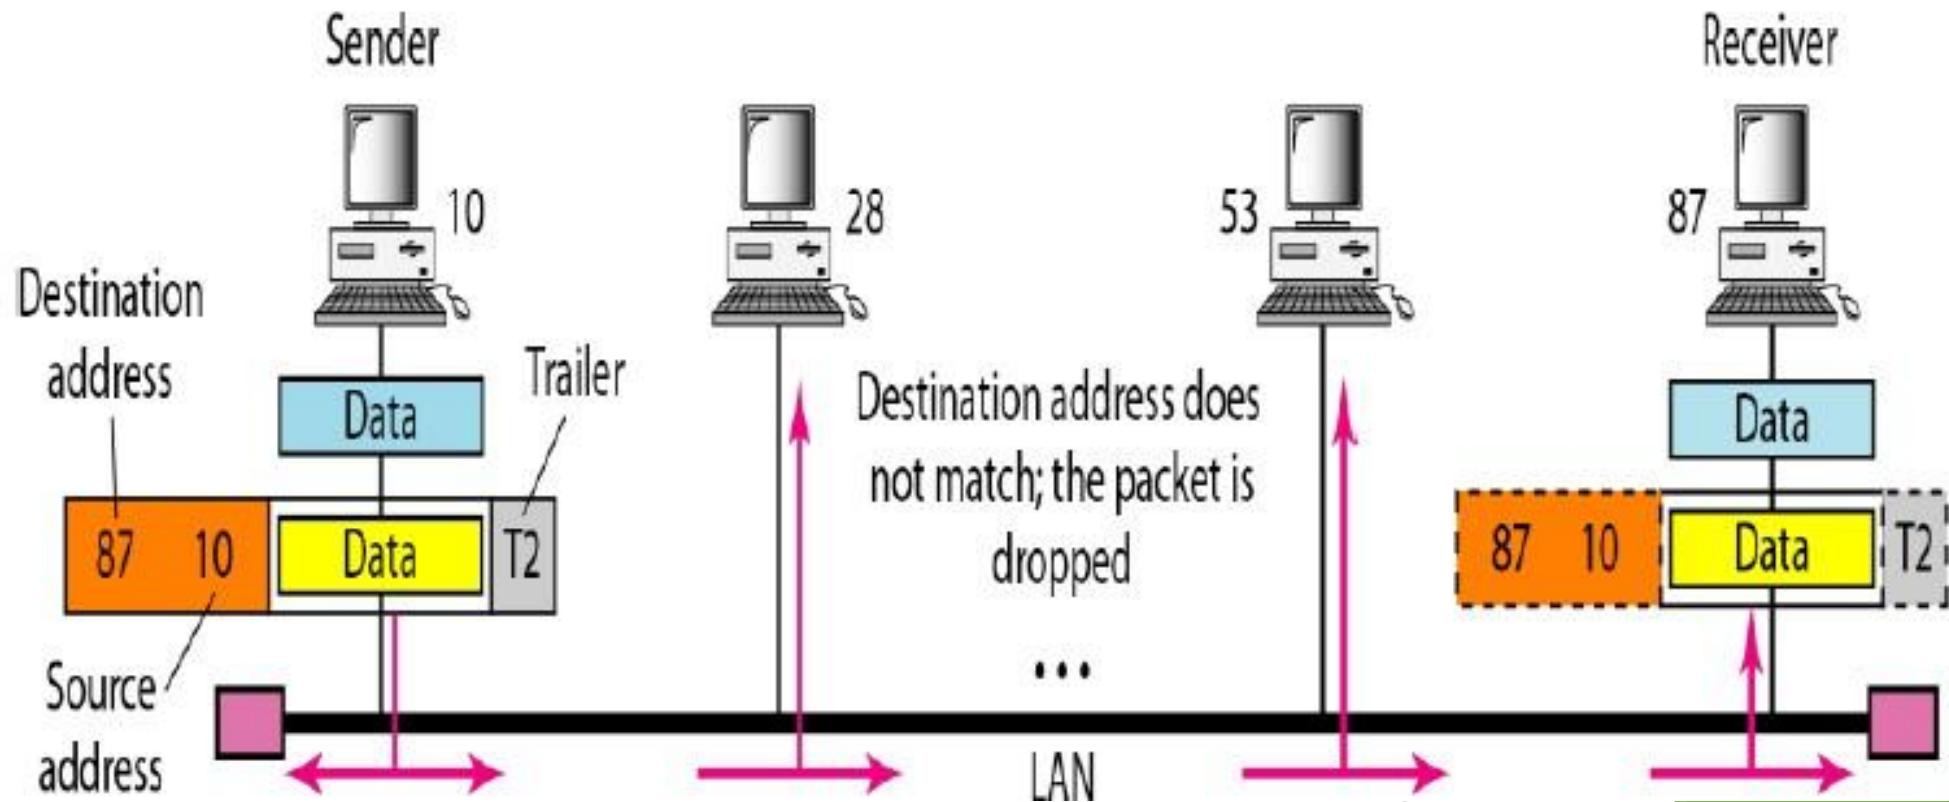 Sender
Receiver
10
28
53
87
Destination
address
Trailer
Data
Destination address does
not match; the packet is
dropped
Data
87 10
Data
T2
87 10
Data
T2
Source
address
...
LAN